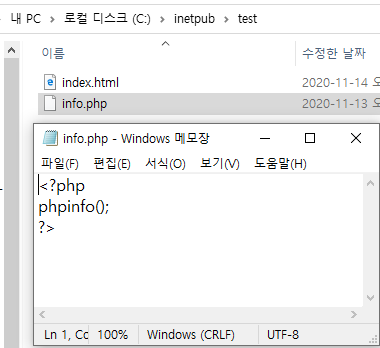 내 PC > 로컬 디스크 (C:) > inetpub > test
이름 수정한 날짜
index.html 2020-11-14 오
info.php 2020-11-13 오
info.php - Windows 메모장
파일(F) 편집(E) 서식(O) 보기(V) 도움말(H)
<?php
phpinfo();
?>
Ln 1, Cc 100% Windows (CRLF) UTF-8